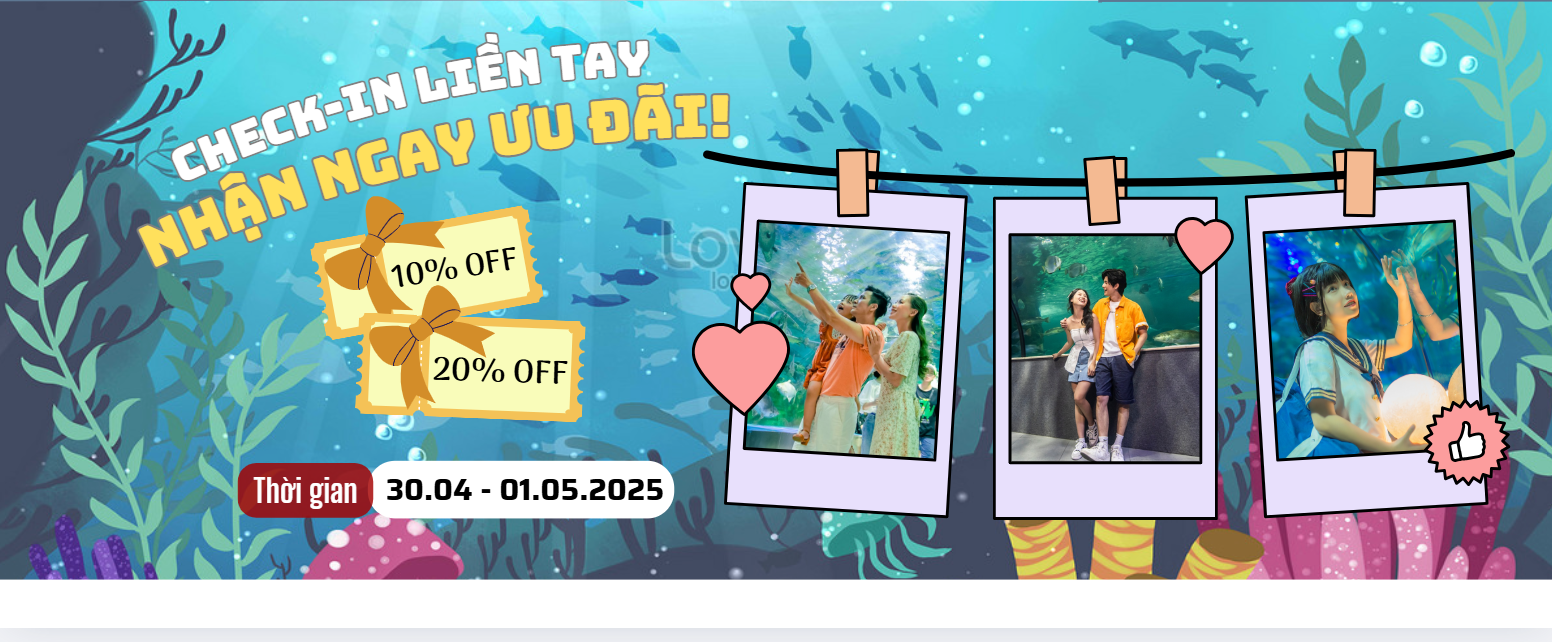 CHECK-IN LIỀN TAY
NHẬN NGAY ƯU ĐÃI!
10% OFF
20% OFF
Thời gian 30.04 - 01.05.2025